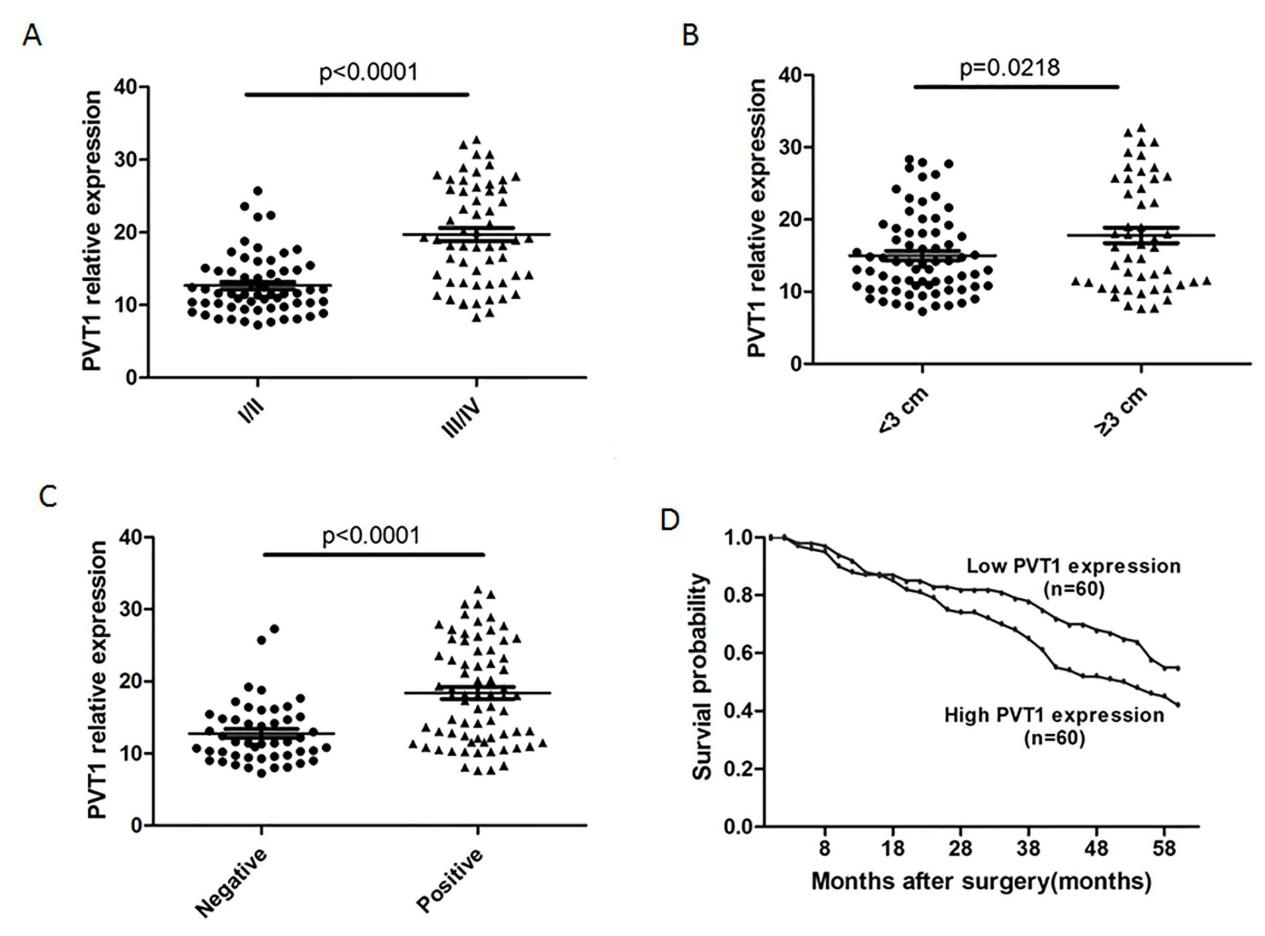 A
p<0.0001
PVT1 relative expression
40
30
20
10
0
I/II
III/IV
B
p=0.0218
PVT1 relative expression
40
30
20
10
0
<3 cm
≥3 cm
C
p<0.0001
PVT1 relative expression
40
30
20
10
0
Negative
Positive
D
Survial probability
1.0
0.8
0.6
0.4
0.2
0.0
Low PVT1 expression
(n=60)
High PVT1 expression
(n=60)
8 18 28 38 48 58
Months after surgery(months)